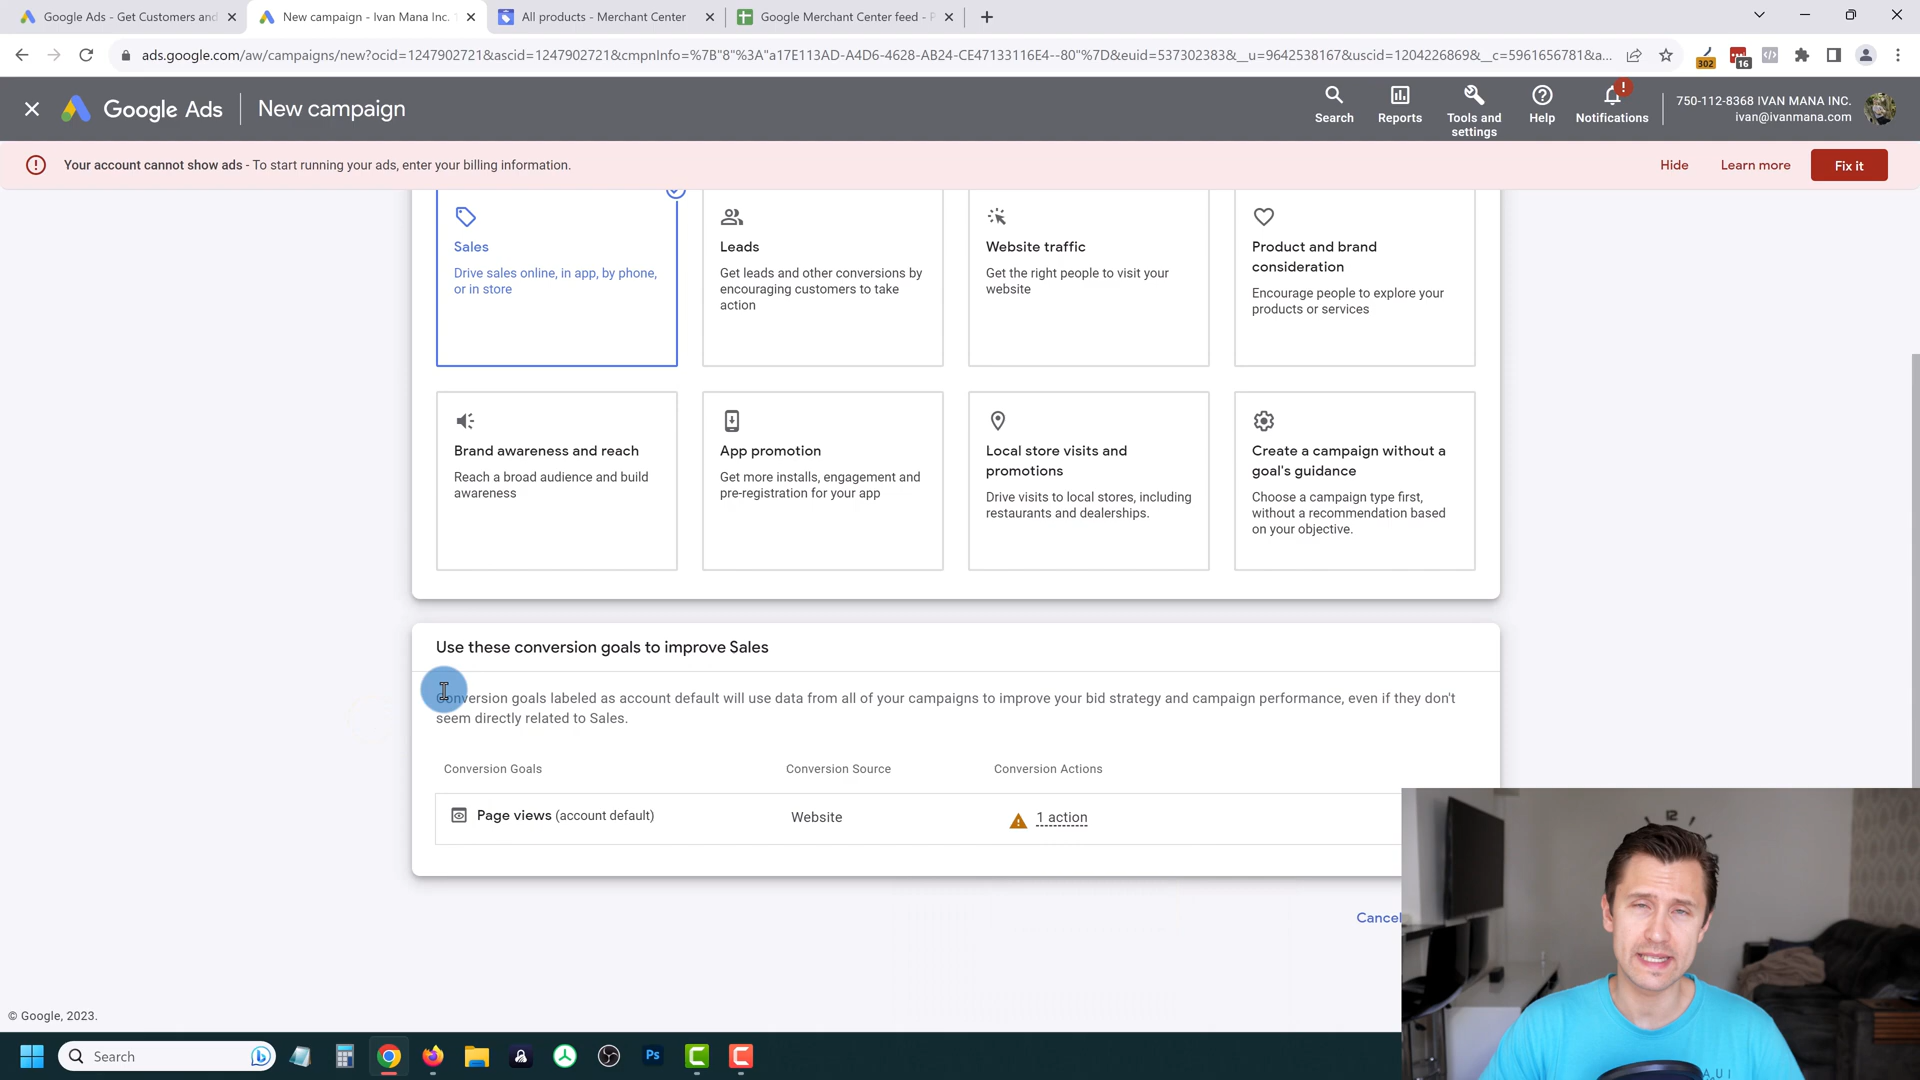 Google Ads - Get Customers and
New campaign - Ivan Mana Inc.
All products - Merchant Center
Google Merchant Center feed -
ads.google.com/aw/campaigns/new?ocid=1247902721&ascid=1247902721&cmpnInfo=%7B"8"%3A"a17E113AD-A4D6-4628-AB24-CE47133116E4--80"%7D&euid=537302383&__u=9642538167&uscid=1204226869&__c=5961656781&a...
302
16
Google Ads
New campaign
Search
Reports
Tools and
settings
Help
Notifications
750-112-8368 IVAN MANA INC.
ivan@ivanmana.com
Your account cannot show ads - To start running your ads, enter your billing information.
Hide
Learn more
Fix it
Sales
Drive sales online, in app, by phone,
or in store
Leads
Get leads and other conversions by
encouraging customers to take
action
Website traffic
Get the right people to visit your
website
Product and brand
consideration
Encourage people to explore your
products or services
Brand awareness and reach
Reach a broad audience and build
awareness
App promotion
Get more installs, engagement and
pre-registration for your app
Local store visits and
promotions
Drive visits to local stores, including
restaurants and dealerships.
Create a campaign without a
goal's guidance
Choose a campaign type first,
without a recommendation based
on your objective.
Use these conversion goals to improve Sales
Conversion goals labeled as account default will use data from all of your campaigns to improve your bid strategy and campaign performance, even if they don't
seem directly related to Sales.
Conversion Goals
Conversion Source
Conversion Actions
Page views (account default)
Website
1 action
Cancel
© Google, 2023.
Search
Ps